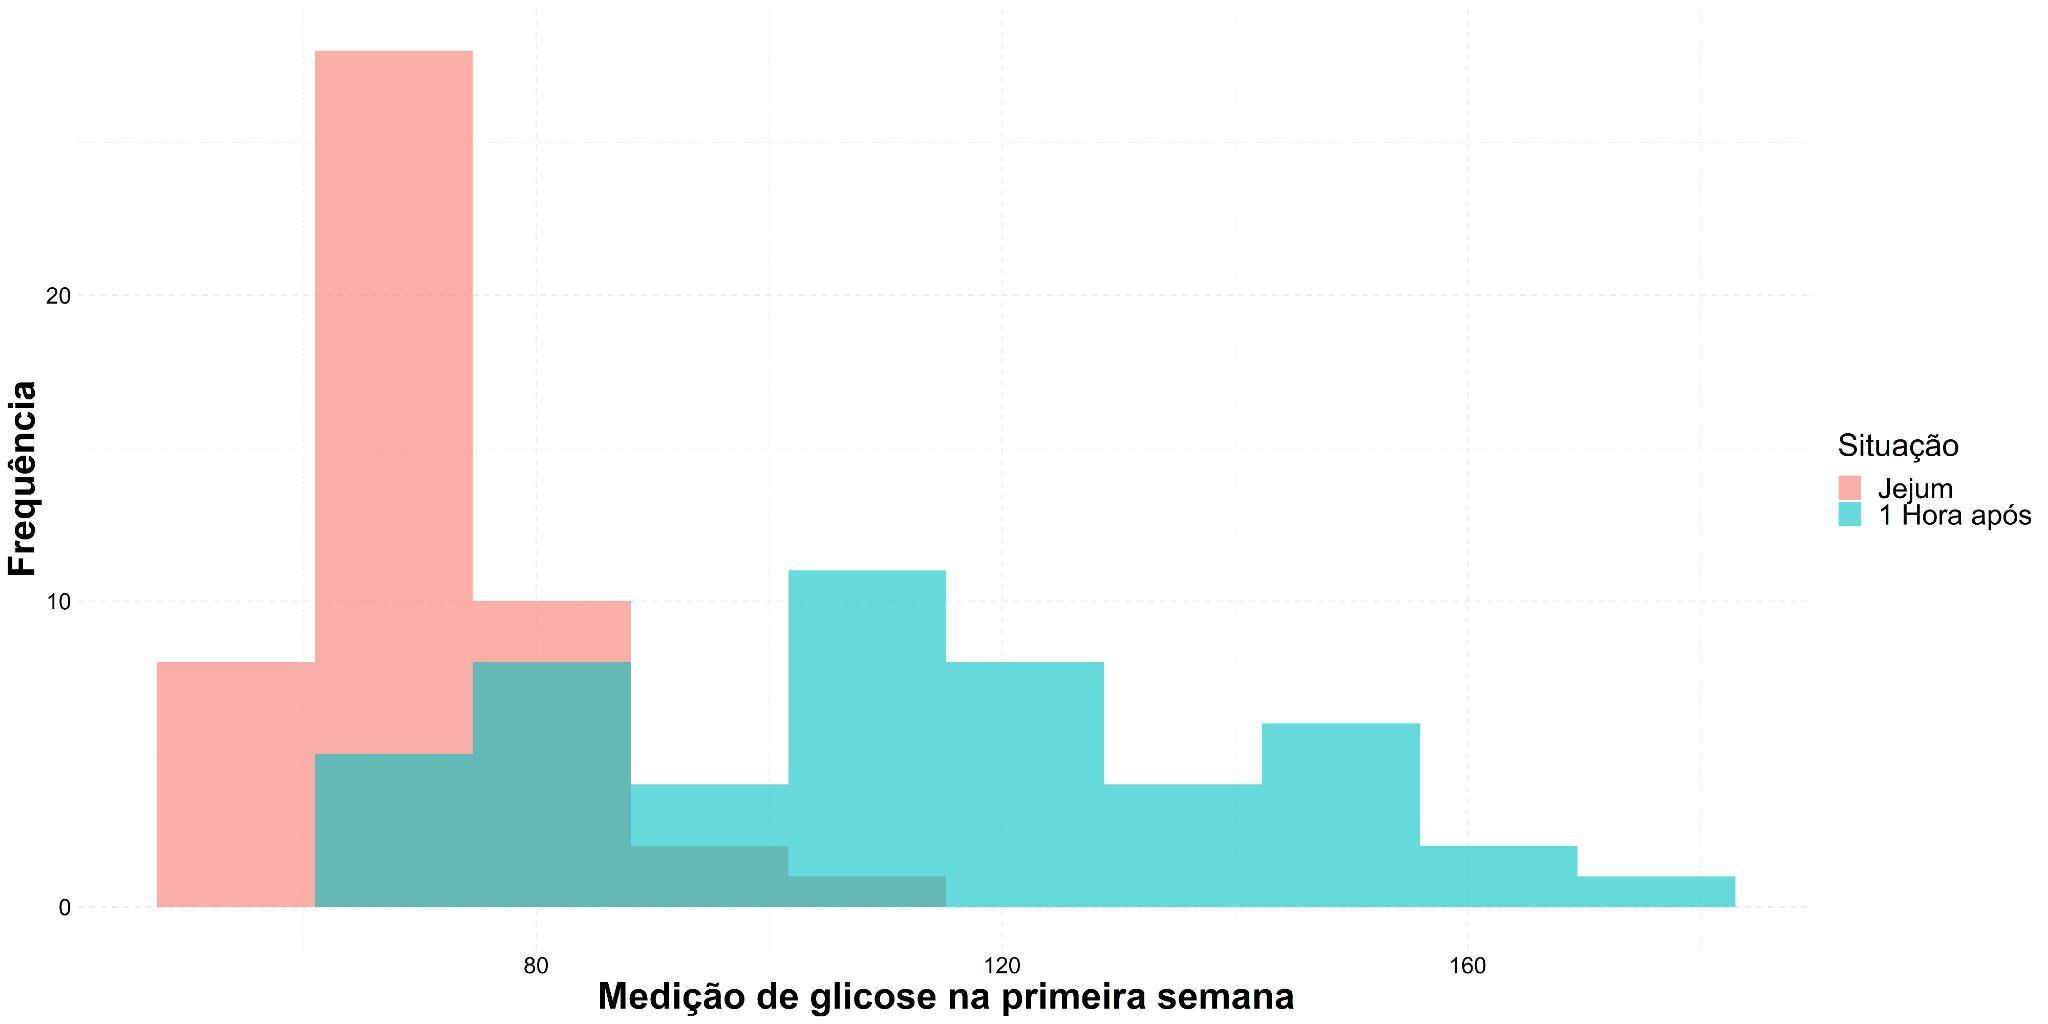 Frequência
20
10
0
80
120
160
Medição de glicose na primeira semana
Situação
Jejum
1 Hora após